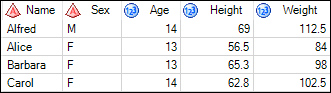 Name Sex Age Height Weight
Alfred M 14 69 112.5
Alice F 13 56.5 84
Barbara F 13 65.3 98
Carol F 14 62.8 102.5